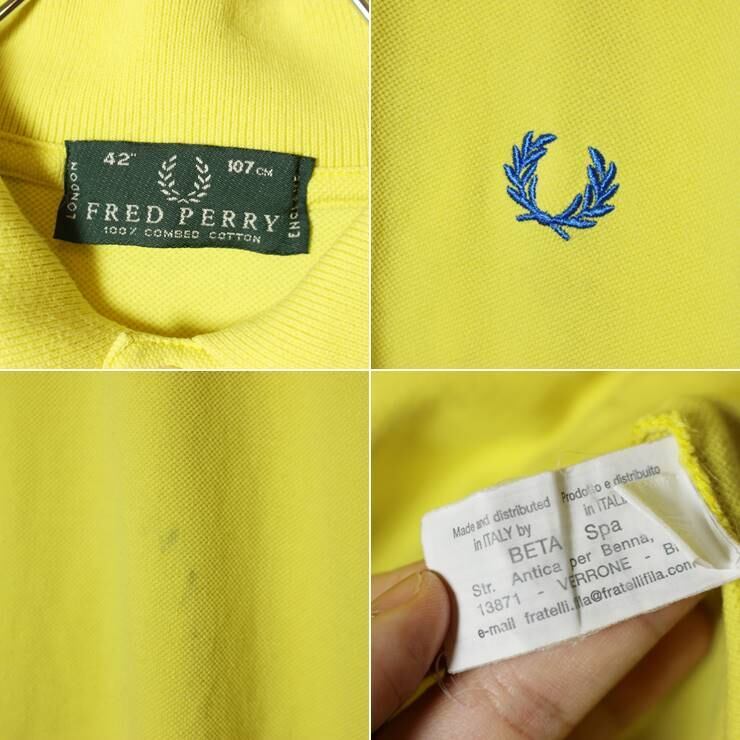 42" 107 CM
LONDON
FRED PERRY
100% COMBED COTTON
Made and distributed
in ITALY by
Prodotto e distribuito
in
BETA Spa
Str. Antica per Benna,
13871 - VERRONE -
e-mail fratelli.fila@fratellifila.com